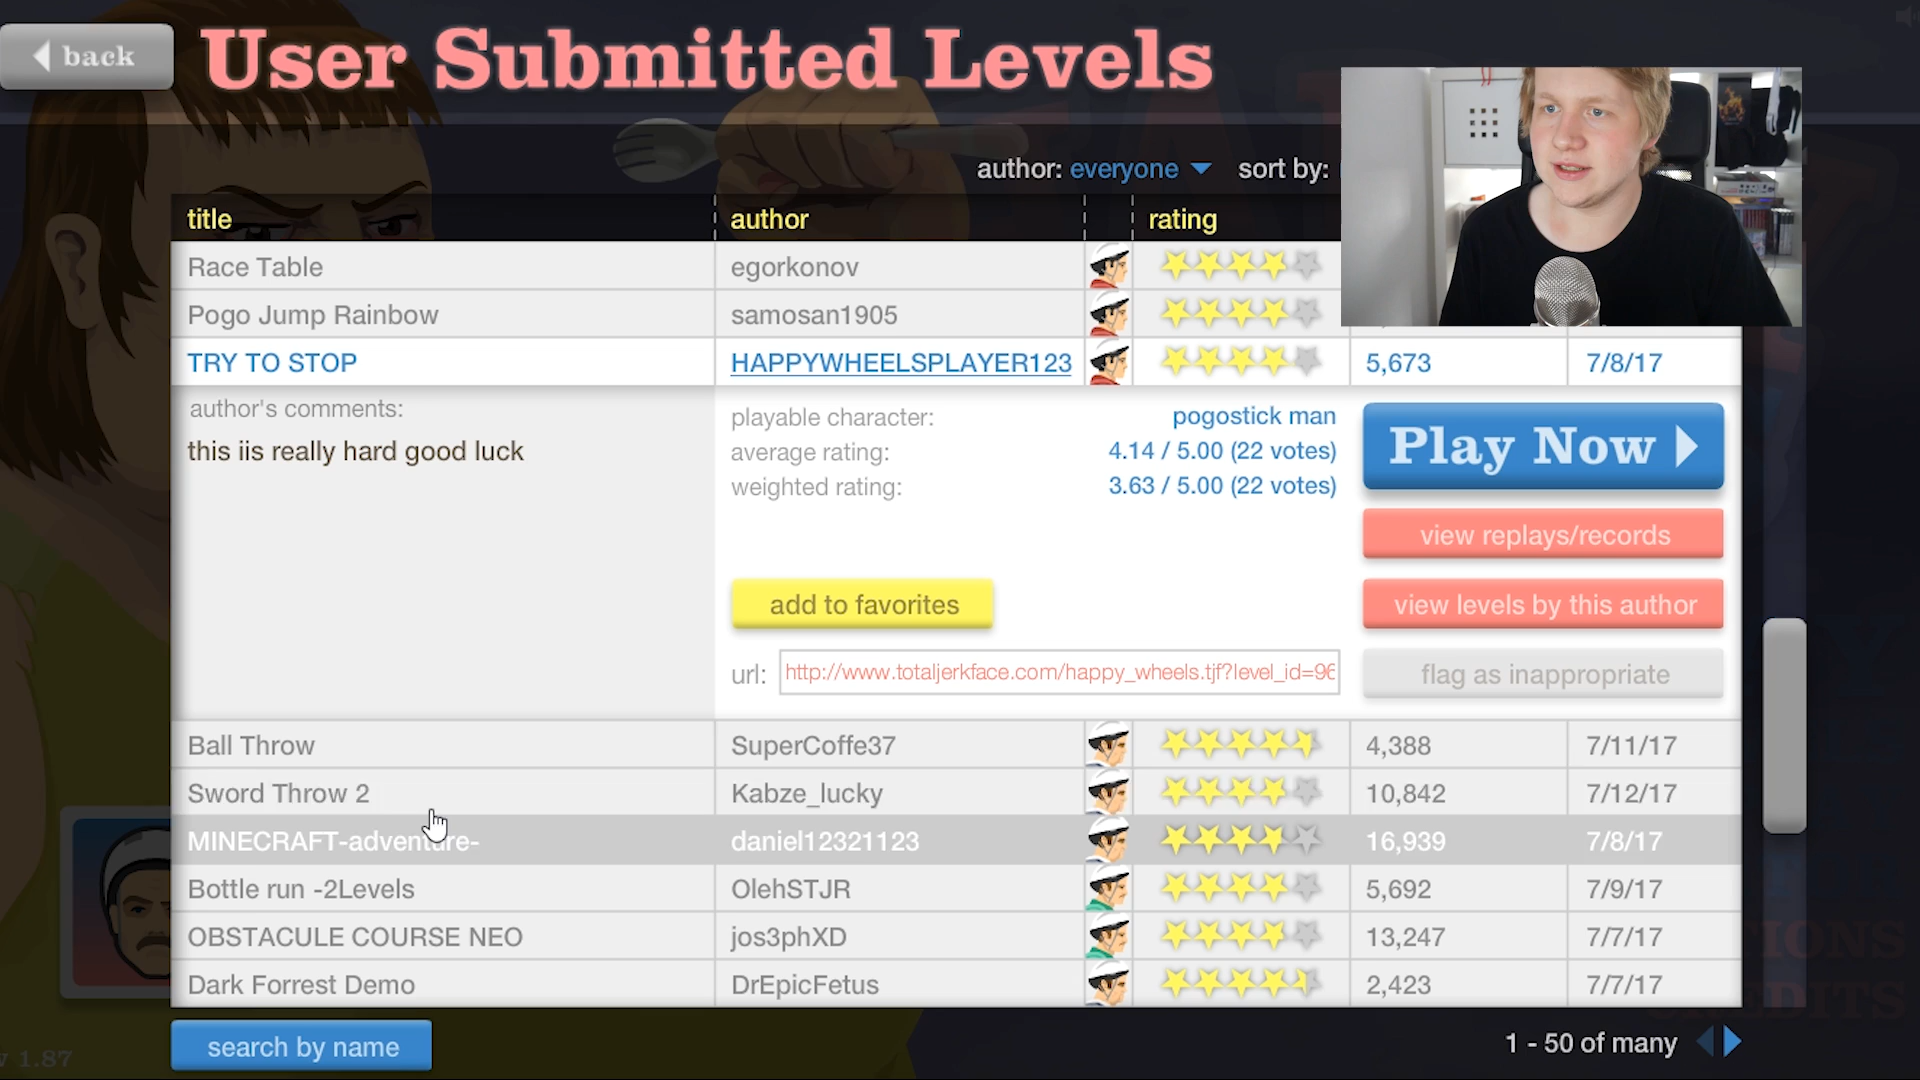 back
User Submitted Levels
author: everyone sort by:
title author rating
Race Table egorkonov
Pogo Jump Rainbow samosan1905
TRY TO STOP HAPPYWHEELSPLAYER123 5,673 7/8/17
author's comments:
this iis really hard good luck
playable character: pogostick man
average rating: 4.14 / 5.00 (22 votes)
weighted rating: 3.63 / 5.00 (22 votes)
Play Now
view replays/records
add to favorites
view levels by this author
url: http://www.totaljerkface.com/happy_wheels.tjf?level_id=96
flag as inappropriate
Ball Throw SuperCoffe37 4,388 7/11/17
Sword Throw 2 Kabze_lucky 10,842 7/12/17
MINECRAFT-adventure- daniel12321123 16,939 7/8/17
Bottle run -2Levels OlehSTJR 5,692 7/9/17
OBSTACULE COURSE NEO jos3phXD 13,247 7/7/17
Dark Forrest Demo DrEpicFetus 2,423 7/7/17
search by name
1 - 50 of many
v 1.87